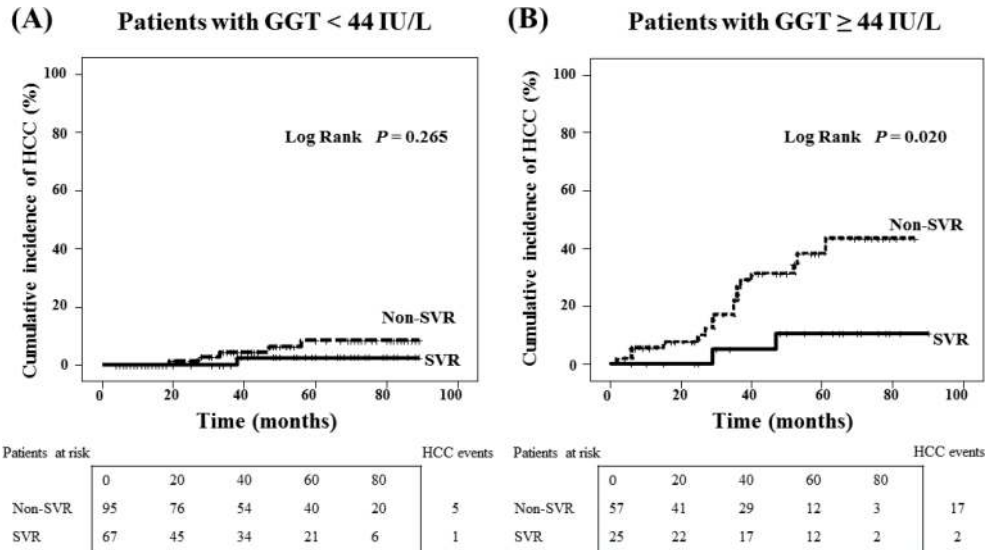 (A) Patients with GGT < 44 IU/L
Cumulative incidence of HCC (%)
100
80
60
40
20
0
Log Rank P = 0.265
Non-SVR
SVR
0 20 40 60 80 100
Time (months)
Patients at risk HCC events
0 20 40 60 80
Non-SVR 95 76 54 40 20 5
SVR 67 45 34 21 6 1
(B) Patients with GGT ≥ 44 IU/L
Cumulative incidence of HCC (%)
100
80
60
40
20
0
Log Rank P = 0.020
Non-SVR
SVR
0 20 40 60 80 100
Time (months)
Patients at risk HCC events
0 20 40 60 80
Non-SVR 57 41 29 12 3 17
SVR 25 22 17 12 2 2